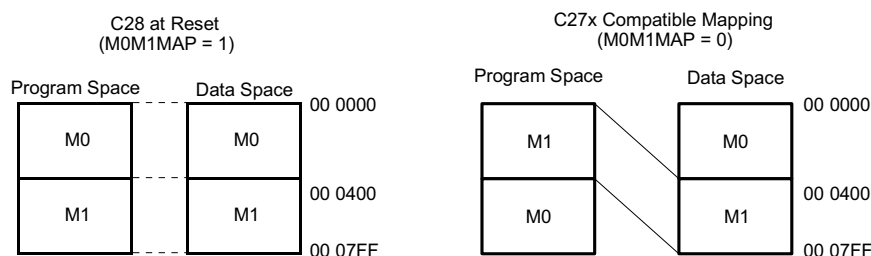 C28 at Reset
(M0M1MAP = 1)
Program Space
Data Space
00 0000
M0
M0
00 0400
M1
M1
00 07FF
C27x Compatible Mapping
(M0M1MAP = 0)
Program Space
Data Space
00 0000
M1
M0
00 0400
M0
M1
00 07FF